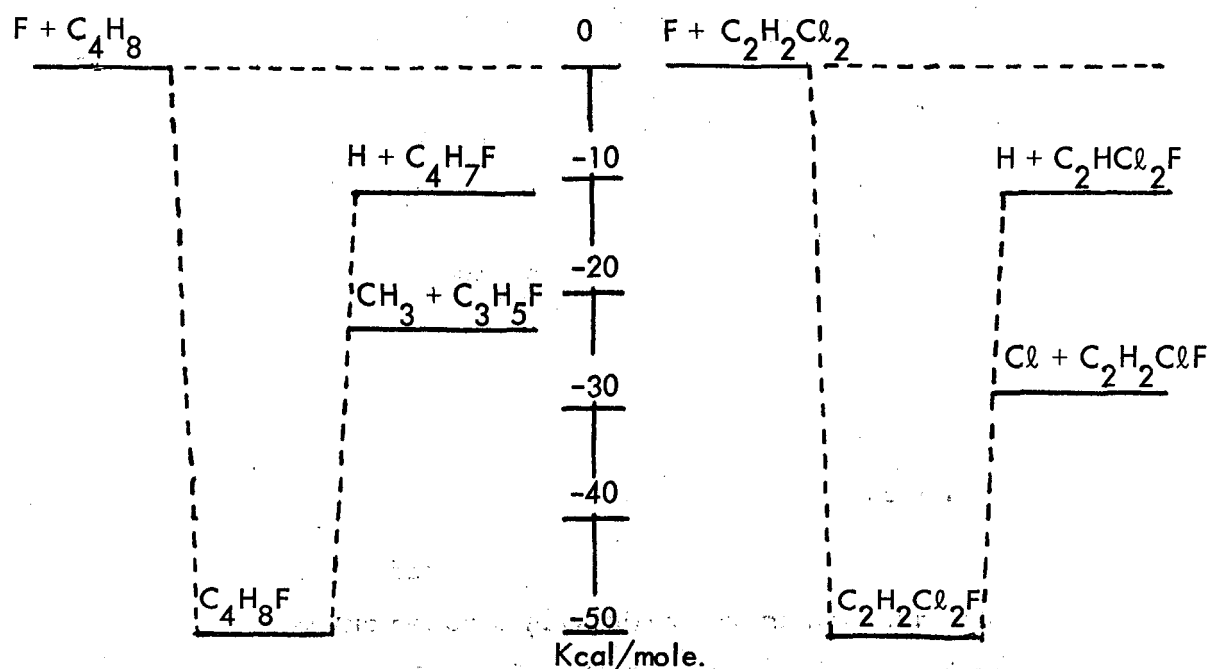 F + C₄H₈
0
F + C₂H₂Cℓ₂
H + C₄H₇F
-10
H + C₂HCℓ₂F
-20
CH₃ + C₃H₅F
Cℓ + C₂H₂CℓF
-30
-40
C₄H₈F
-50
C₂H₂Cℓ₂F
Kcal/mole.